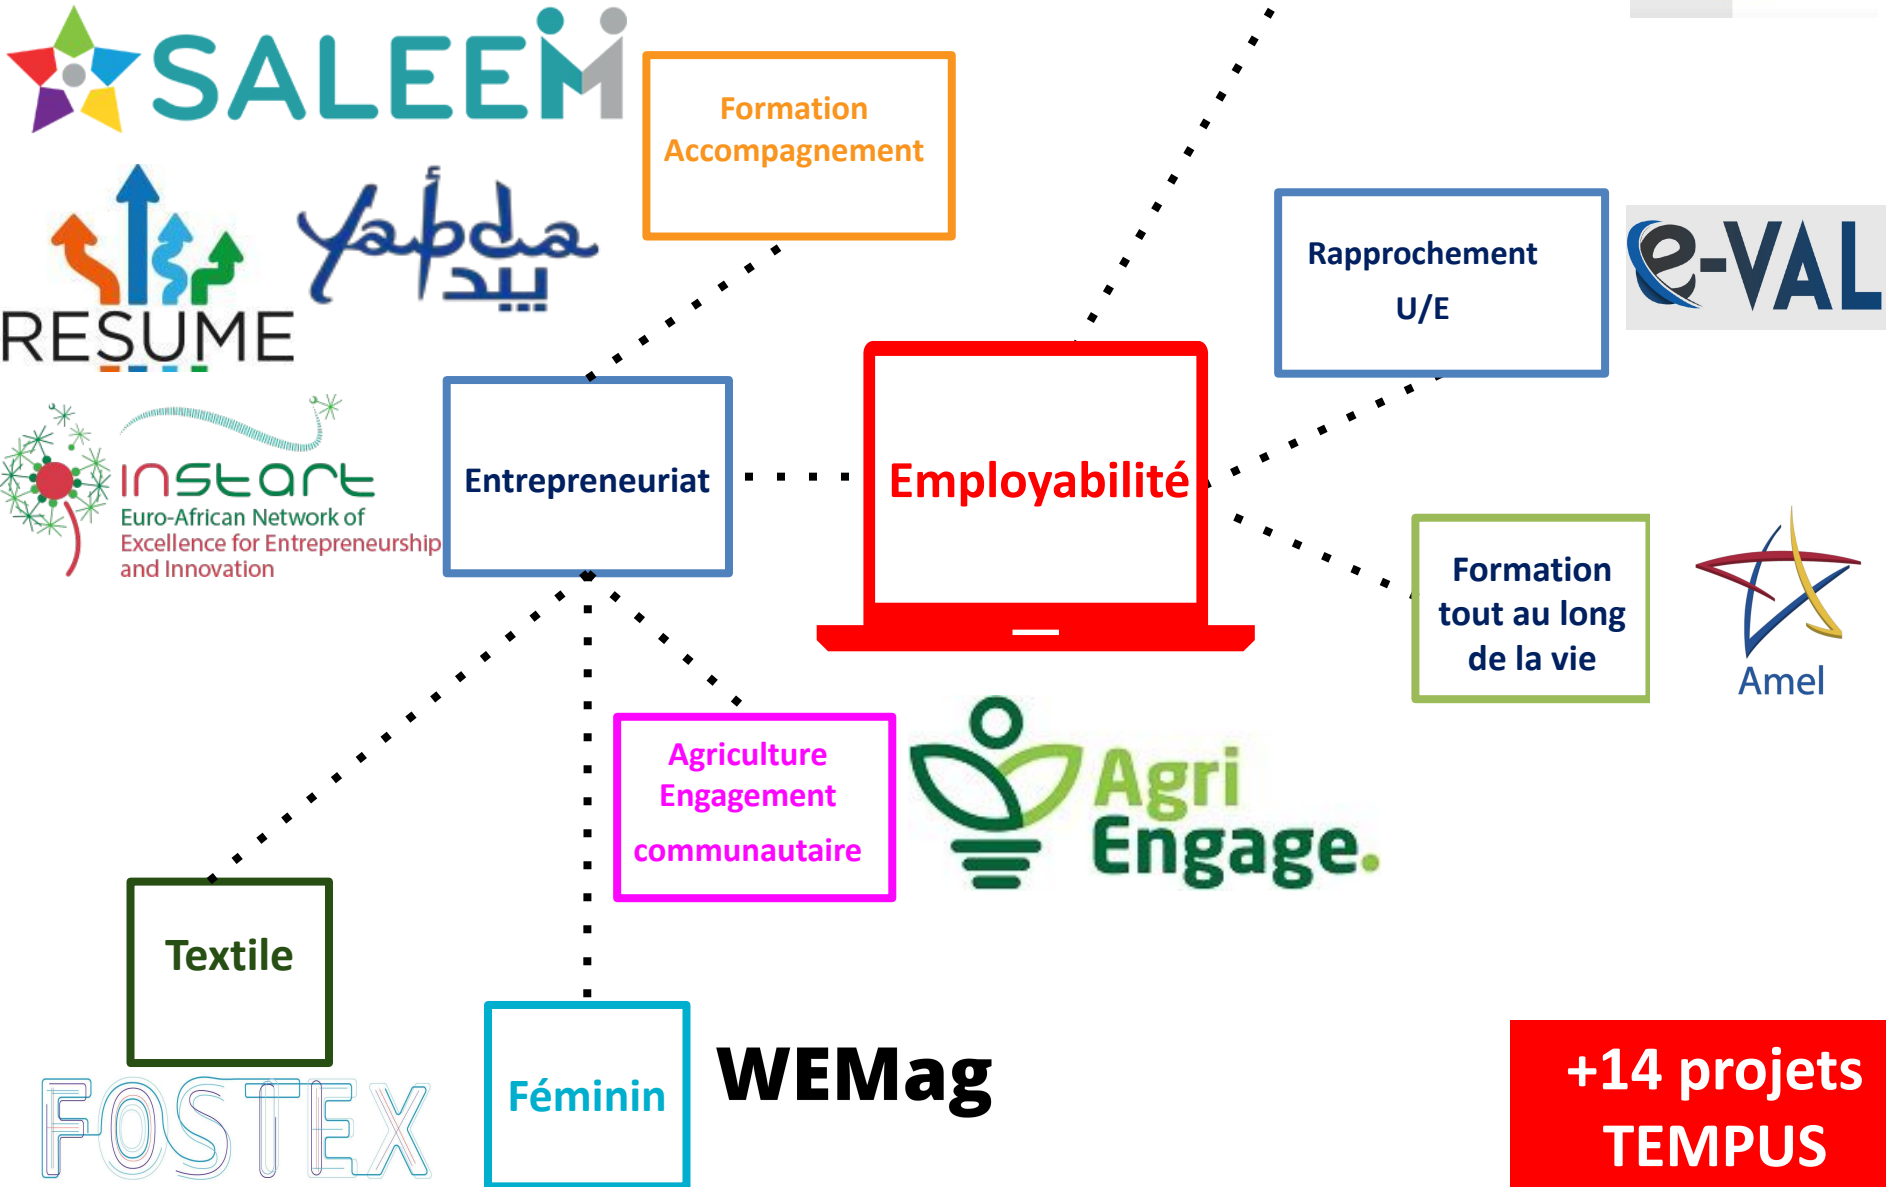 SALEEM
Formation
Accompagnement
Yabda
يبدأ
RESUME
Rapprochement
U/E
e-VAL
instart
Euro-African Network of
Excellence for Entrepreneurship
and Innovation
Entrepreneuriat
Employabilité
Formation
tout au long
de la vie
Amel
Agriculture
Engagement
communautaire
Agri
Engage.
Textile
FOSTEX
Féminin
WEMag
+14 projets
TEMPUS